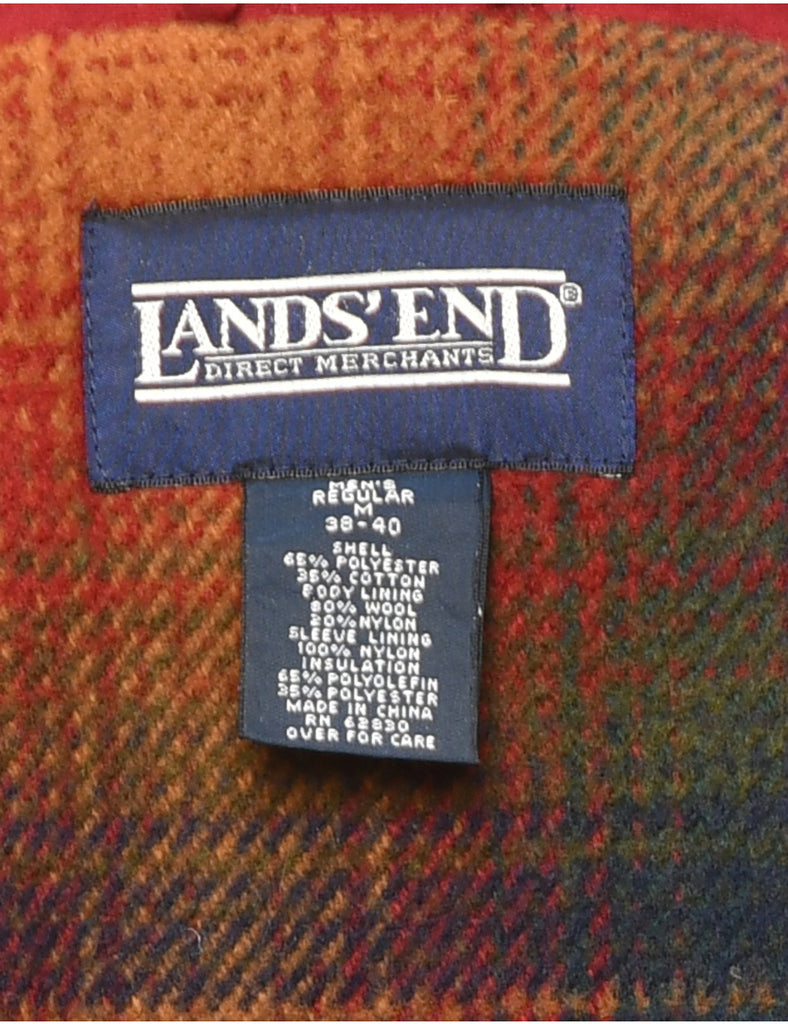 LANDS' END®
DIRECT MERCHANTS
MEN'S
REGULAR
M
38-40
SHELL
65% POLYESTER
35% COTTON
BODY LINING
80% WOOL
20% NYLON
SLEEVE LINING
100% NYLON
INSULATION
65% POLYOLEFIN
35% POLYESTER
MADE IN CHINA
RN 62830
OVER FOR CARE